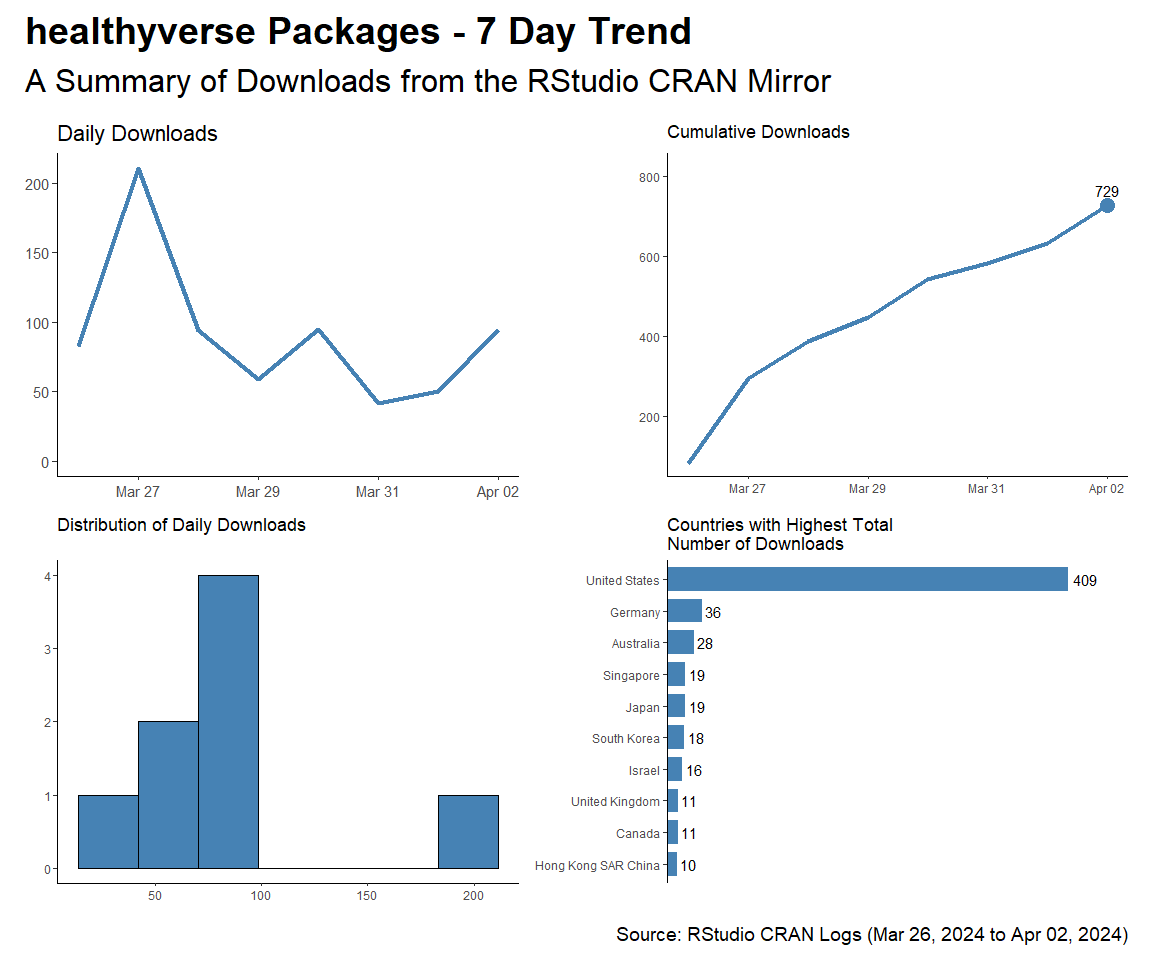 healthyverse Packages - 7 Day Trend
A Summary of Downloads from the RStudio CRAN Mirror
Daily Downloads
200
150
100
50
0
Mar 27 Mar 29 Mar 31 Apr 02
Cumulative Downloads
800
600
400
200
729
Mar 27 Mar 29 Mar 31 Apr 02
Distribution of Daily Downloads
4
3
2
1
0
50 100 150 200
Countries with Highest Total
Number of Downloads
United States 409
Germany 36
Australia 28
Singapore 19
Japan 19
South Korea 18
Israel 16
United Kingdom 11
Canada 11
Hong Kong SAR China 10
Source: RStudio CRAN Logs (Mar 26, 2024 to Apr 02, 2024)